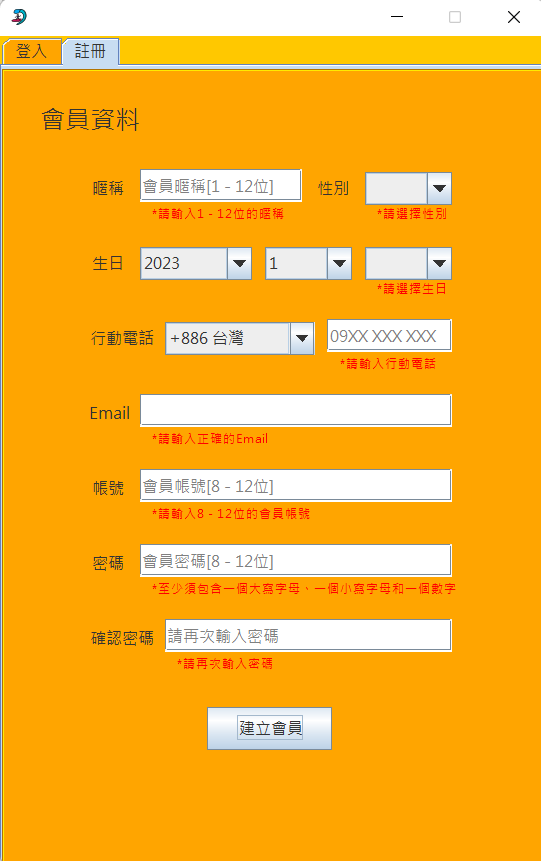 登入 註冊
會員資料
暱稱 會員暱稱[1 - 12位] 性別
*請輸入1 - 12位的暱稱 *請選擇性別
生日 2023 1
*請選擇生日
行動電話 +886 台灣 09XX XXX XXX
*請輸入行動電話
Email
*請輸入正確的Email
帳號 會員帳號[8 - 12位]
*請輸入8 - 12位的會員帳號
密碼 會員密碼[8 - 12位]
*至少須包含一個大寫字母、一個小寫字母和一個數字
確認密碼 請再次輸入密碼
*請再次輸入密碼
建立會員